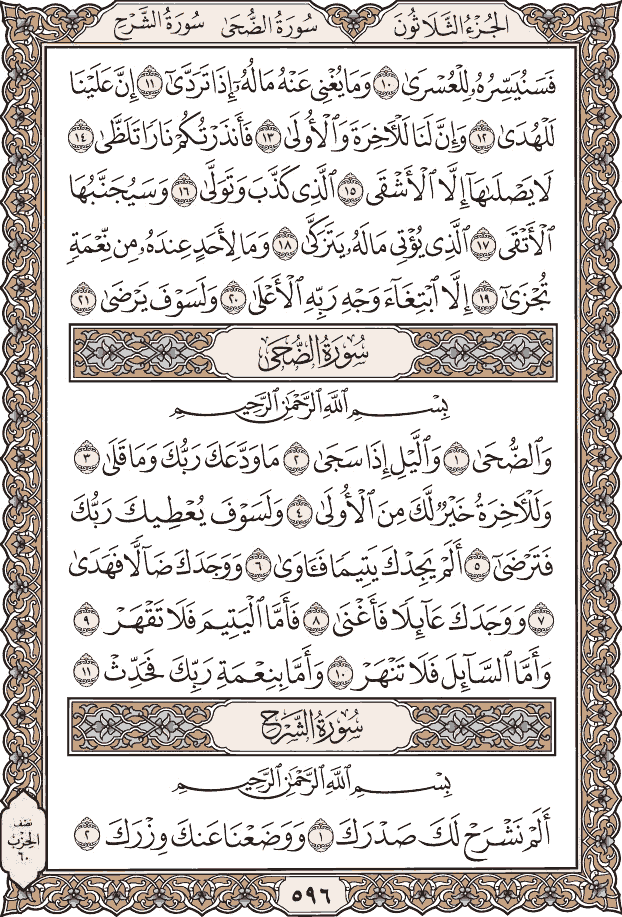 الجُزْءُ الثَّلَاثُونَ سُورَةُ الضُّحَى سُورَةُ الشَّرْحِ
فَسَنُيَسِّرُهُۥ لِلْعُسْرَىٰ ١٠ وَمَا يُغْنِى عَنْهُ مَالُهُۥٓ إِذَا تَرَدَّىٰٓ ١١ إِنَّ عَلَيْنَا
لَلْهُدَىٰ ١٢ وَإِنَّ لَنَا لَلْـَٔاخِرَةَ وَٱلْأُولَىٰ ١٣ فَأَنذَرْتُكُمْ نَارًا تَلَظَّىٰ ١٤
لَا يَصْلَىٰهَآ إِلَّا ٱلْأَشْقَى ١٥ ٱلَّذِى كَذَّبَ وَتَوَلَّىٰ ١٦ وَسَيُجَنَّبُهَا
ٱلْأَتْقَى ١٧ ٱلَّذِى يُؤْتِى مَالَهُۥ يَتَزَكَّىٰ ١٨ وَمَا لِأَحَدٍ عِندَهُۥ مِن نِّعْمَةٍ
تُجْزَىٰٓ ١٩ إِلَّا ٱبْتِغَآءَ وَجْهِ رَبِّهِ ٱلْأَعْلَىٰ ٢٠ وَلَسَوْفَ يَرْضَىٰ ٢١
سُورَةُ الضُّحَى
بِسْمِ ٱللَّهِ ٱلرَّحْمَٰنِ ٱلرَّحِيمِ
وَٱلضُّحَىٰ ١ وَٱلَّيْلِ إِذَا سَجَىٰ ٢ مَا وَدَّعَكَ رَبُّكَ وَمَا قَلَىٰ ٣
وَلَلْـَٔاخِرَةُ خَيْرٌ لَّكَ مِنَ ٱلْأُولَىٰ ٤ وَلَسَوْفَ يُعْطِيكَ رَبُّكَ
فَتَرْضَىٰٓ ٥ أَلَمْ يَجِدْكَ يَتِيمًا فَـَٔاوَىٰ ٦ وَوَجَدَكَ ضَآلًّا فَهَدَىٰ
٧ وَوَجَدَكَ عَآئِلًا فَأَغْنَىٰ ٨ فَأَمَّا ٱلْيَتِيمَ فَلَا تَقْهَرْ ٩
وَأَمَّا ٱلسَّآئِلَ فَلَا تَنْهَرْ ١٠ وَأَمَّا بِنِعْمَةِ رَبِّكَ فَحَدِّثْ ١١
سُورَةُ الشَّرْحِ
بِسْمِ ٱللَّهِ ٱلرَّحْمَٰنِ ٱلرَّحِيمِ
أَلَمْ نَشْرَحْ لَكَ صَدْرَكَ ١ وَوَضَعْنَا عَنكَ وِزْرَكَ ٢
نصف
الحِزْب
٦٠
٥٩٦